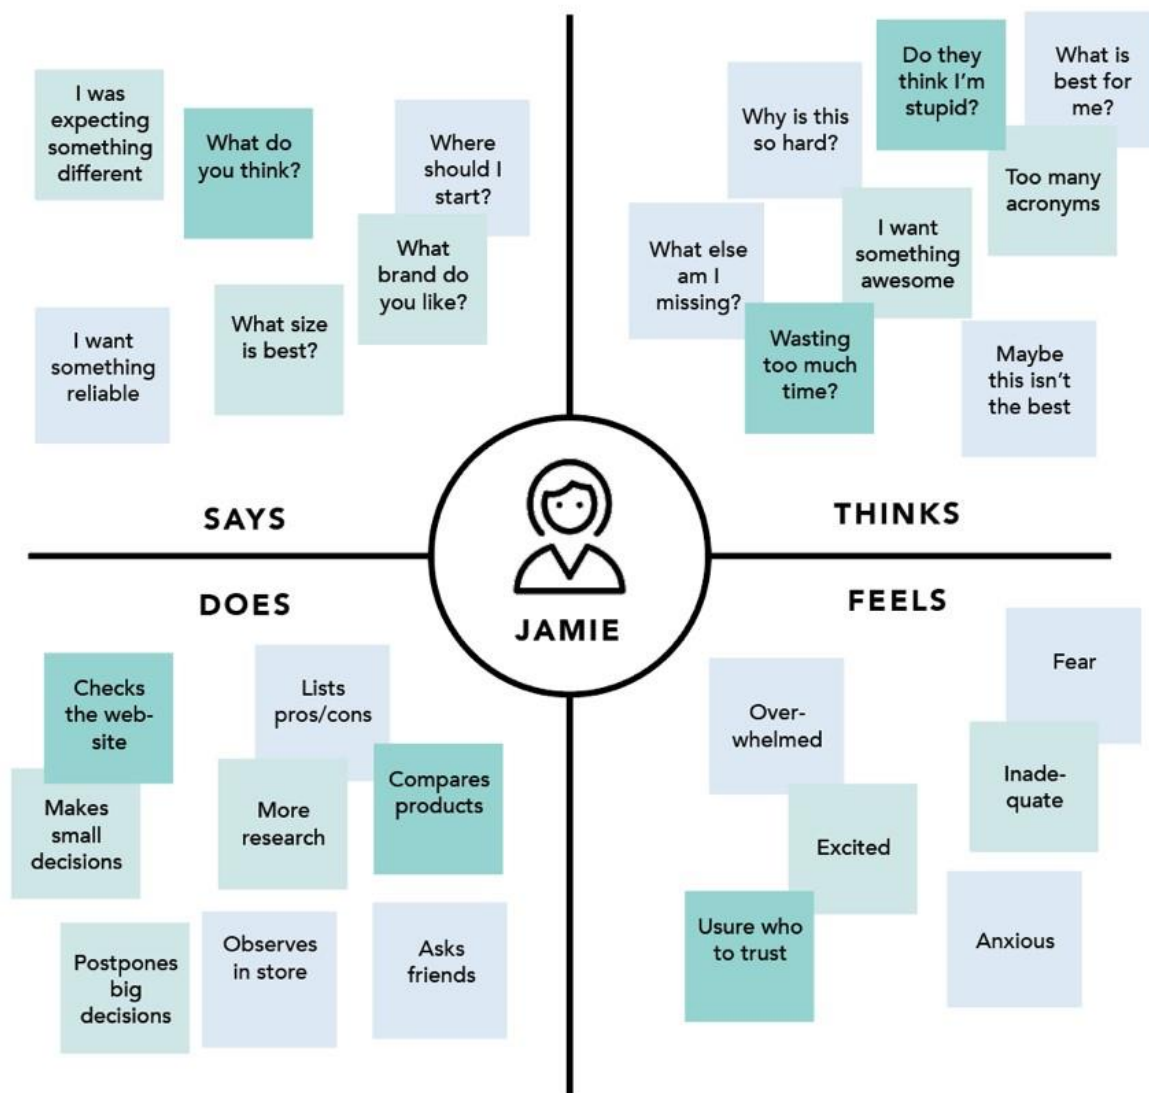 I was
expecting
something
different
What do
you think?
Where
should I
start?
What
brand do
you like?
I want
something
reliable
What size
is best?
SAYS
Do they
think I'm
stupid?
What is
best for
me?
Why is this
so hard?
Too many
acronyms
I want
something
awesome
What else
am I
missing?
Wasting
too much
time?
Maybe
this isn't
the best
THINKS
JAMIE
DOES
Checks
the web-
site
Lists
pros/cons
Makes
small
decisions
More
research
Compares
products
Postpones
big
decisions
Observes
in store
Asks
friends
FEELS
Fear
Over-
whelmed
Inade-
quate
Excited
Usure who
to trust
Anxious